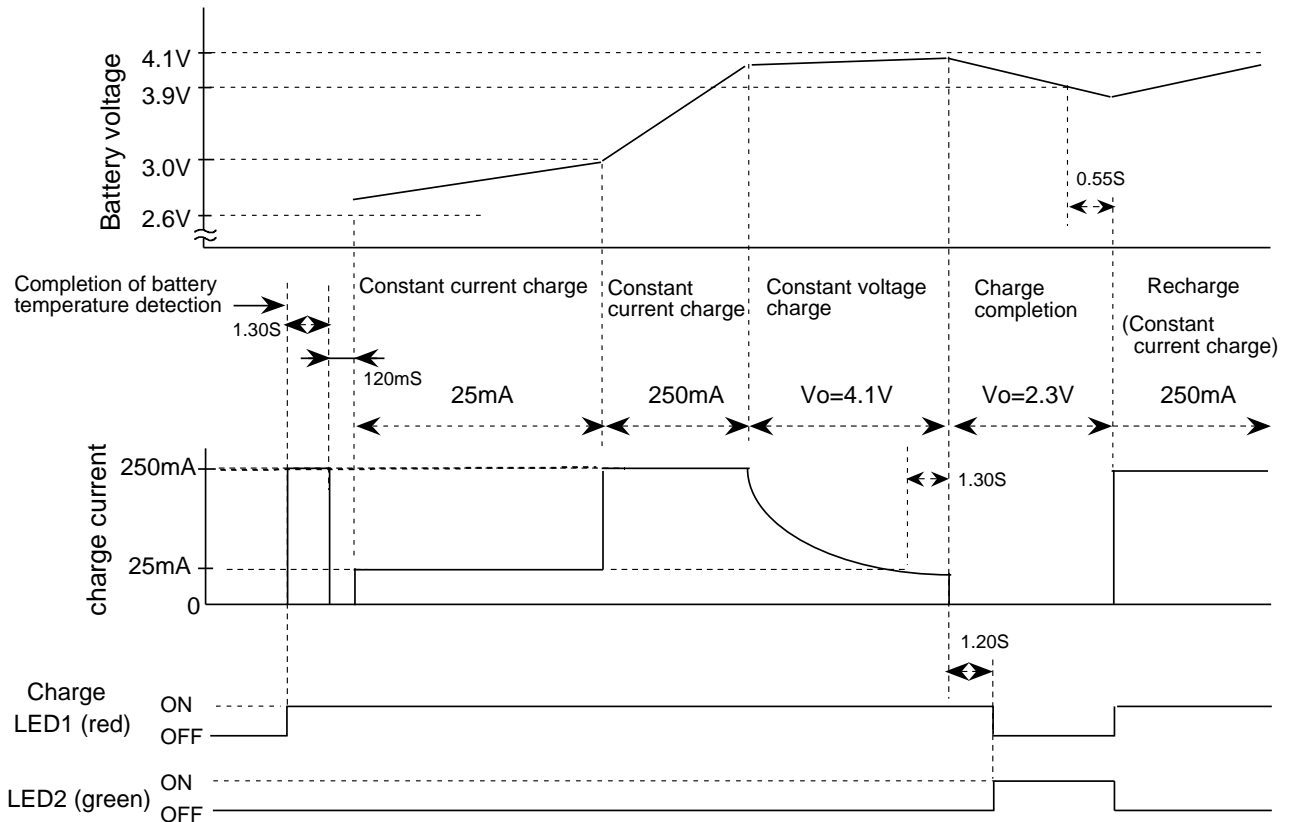 4.1V
3.9V
3.0V
2.6V
Battery voltage
0.55S
Completion of battery
temperature detection
1.30S
120mS
Constant current charge
Constant
current charge
Constant voltage
charge
Charge
completion
Recharge
(Constant
current charge)
25mA
250mA
Vo=4.1V
Vo=2.3V
250mA
charge current
250mA
25mA
0
1.30S
1.20S
Charge
LED1 (red)
ON
OFF
LED2 (green)
ON
OFF